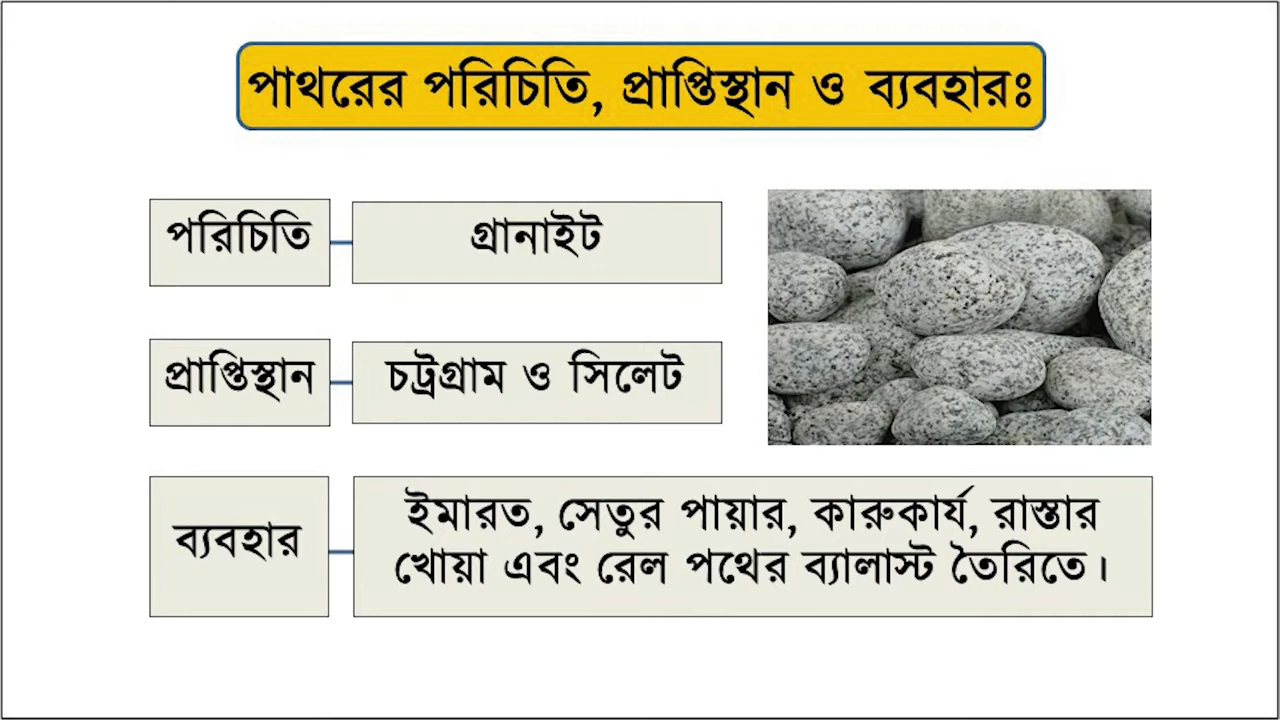 পাথরের পরিচিতি, প্রাপ্তিস্থান ও ব্যবহারঃ
পরিচিতি
গ্রানাইট
প্রাপ্তিস্থান
চট্রগ্রাম ও সিলেট
ব্যবহার
ইমারত, সেতুর পায়ার, কারুকার্য, রাস্তার
খোয়া এবং রেল পথের ব্যালাস্ট তৈরিতে।